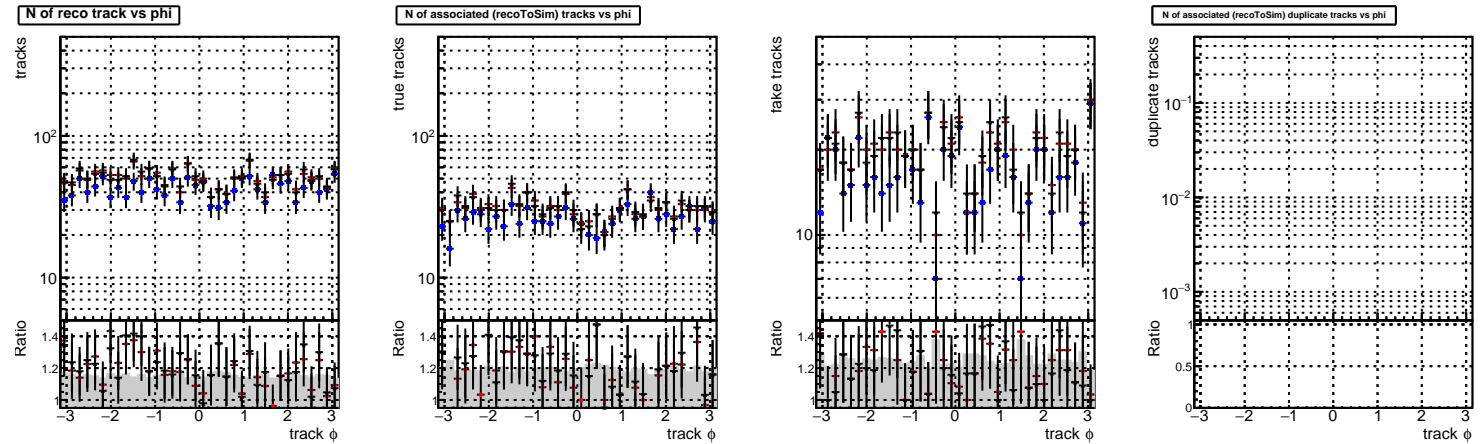 N of reco track vs phi
tracks
10²
10
Ratio
1.4
1.2
1
−3 −2 −1 0 1 2 3
track ϕ
N of associated (recoToSim) tracks vs phi
true tracks
10²
10
Ratio
1.4
1.2
1
−3 −2 −1 0 1 2 3
track ϕ
fake tracks
10
Ratio
1.4
1.2
1
−3 −2 −1 0 1 2 3
track ϕ
N of associated (recoToSim) duplicate tracks vs phi
duplicate tracks
10⁻¹
10⁻²
10⁻³
Ratio
1
0.5
0
−3 −2 −1 0 1 2 3
track ϕ